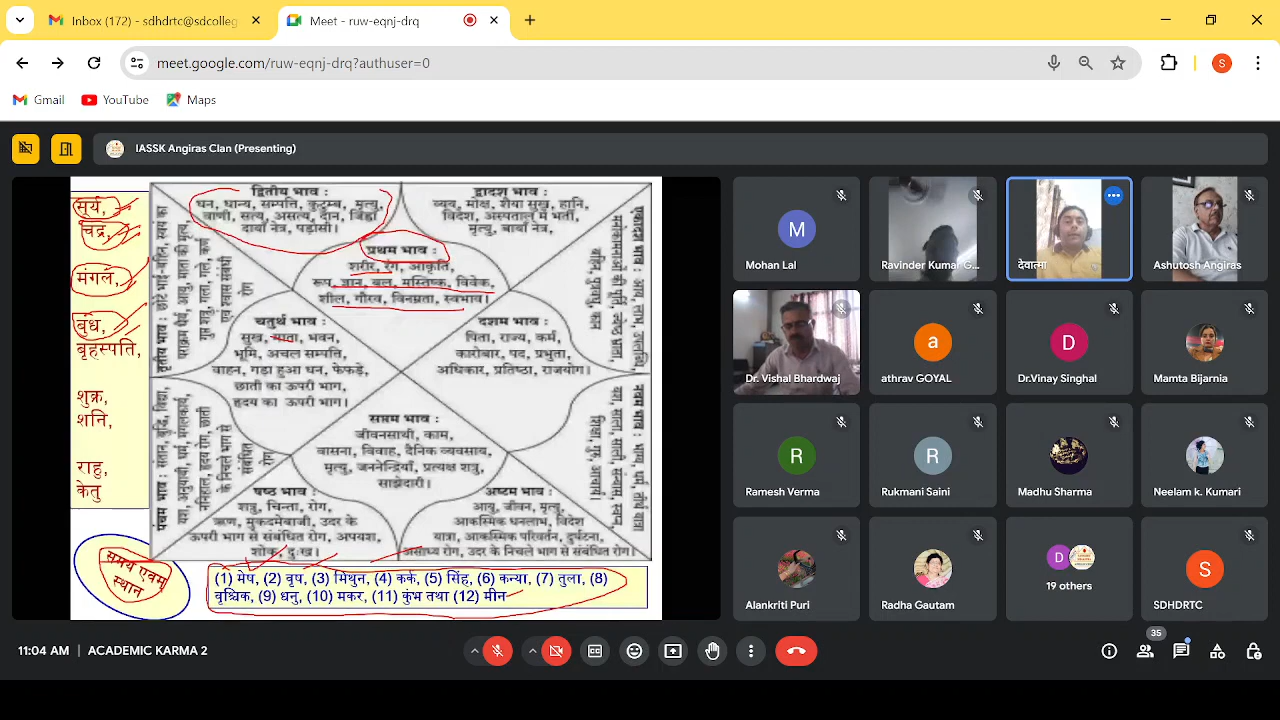 Inbox (172) - sdhdrtc@sdcolleg
Meet - ruw-eqnj-drq
meet.google.com/ruw-eqnj-drq?authuser=0
Gmail
YouTube
Maps
IASSK Angiras Clan (Presenting)
सूर्य,
चंद्र,
मंगल,
बुध,
बृहस्पति,
शुक्र,
शनि,
राहु,
केतु
समय एवम
स्थान
द्वितीय भाव :
धन, धान्य, सम्पत्ति, कुटुम्ब, मृत्यु,
वाणी, सत्य, असत्य, दान, जिह्वा
दायाँ नेत्र, पड़ोसी।
द्वादश भाव :
व्यय, मोक्ष, शैया सुख, हानि,
विदेश, अस्पताल में भर्ती,
मृत्यु, बायाँ नेत्र,
प्रथम भाव :
शरीर, रंग, आकृति,
रूप, ज्ञान, बल, मस्तिष्क, विवेक,
शील, गौरव, विनम्रता, स्वभाव।
चतुर्थ भाव :
सुख, माता, भवन,
भूमि, अचल सम्पत्ति,
वाहन, गड़ा हुआ धन, फेफड़े,
छाती का ऊपरी भाग,
हृदय का ऊपरी भाग।
दशम भाव :
पिता, राज्य, कर्म,
कारोबार, पद, प्रभुता,
अधिकार, प्रतिष्ठा, राजयोग।
सप्तम भाव :
जीवनसाथी, काम,
वासना, विवाह, दैनिक व्यवसाय,
मृत्यु, जननेन्द्रियाँ, प्रत्यक्ष शत्रु,
साझेदारी।
षष्ठ भाव :
शत्रु, चिन्ता, रोग,
ऋण, मुकदमेबाजी, उदर के
ऊपरी भाग से संबंधित रोग, अपयश,
शोक, दुःख।
अष्टम भाव :
आयु, जीवन, मृत्यु,
आकस्मिक धनलाभ, विदेश
यात्रा, आकस्मिक परिवर्तन, दुर्घटना,
असाध्य रोग, उदर के निचले भाग से संबंधित रोग।
(1) मेष, (2) वृष, (3) मिथुन, (4) कर्क, (5) सिंह, (6) कन्या, (7) तुला, (8)
वृश्चिक, (9) धनु, (10) मकर, (11) कुंभ तथा (12) मीन
M
Mohan Lal
Ravinder Kumar G...
देवात्मा
Ashutosh Angiras
Dr. Vishal Bhardwaj
a
athrav GOYAL
D
Dr.Vinay Singhal
Mamta Bijarnia
R
Ramesh Verma
R
Rukmani Saini
Madhu Sharma
Neelam k. Kumari
Alankriti Puri
Radha Gautam
D
19 others
S
SDHDRTC
11:04 AM | ACADEMIC KARMA 2
35